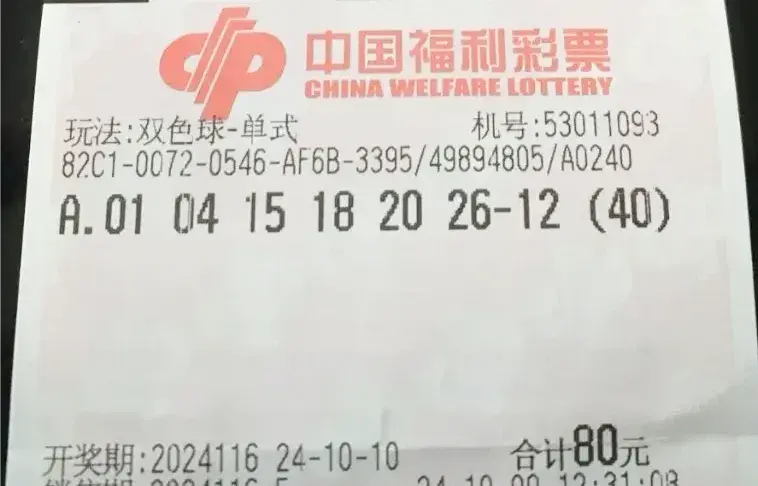 中国福利彩票
CHINA WELFARE LOTTERY
玩法:双色球-单式 机号:53011093
82C1-0072-0546-AF6B-3395/49894805/A0240
A.01 04 15 18 20 26-12 (40)
开奖期:2024116 24-10-10 合计80元